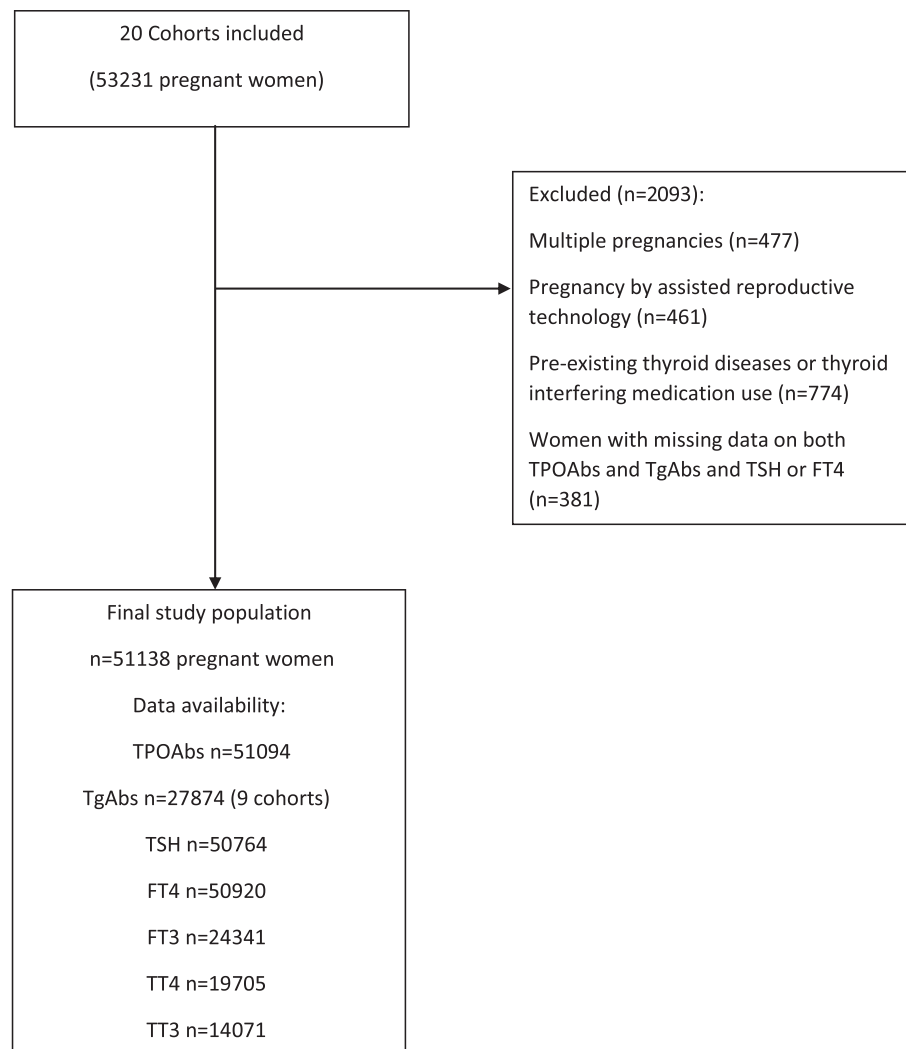 20 Cohorts included
(53231 pregnant women)
Excluded (n=2093):
Multiple pregnancies (n=477)
Pregnancy by assisted reproductive
technology (n=461)
Pre-existing thyroid diseases or thyroid
interfering medication use (n=774)
Women with missing data on both
TPOAbs and TgAbs and TSH or FT4
(n=381)
Final study population
n=51138 pregnant women
Data availability:
TPOAbs n=51094
TgAbs n=27874 (9 cohorts)
TSH n=50764
FT4 n=50920
FT3 n=24341
TT4 n=19705
TT3 n=14071